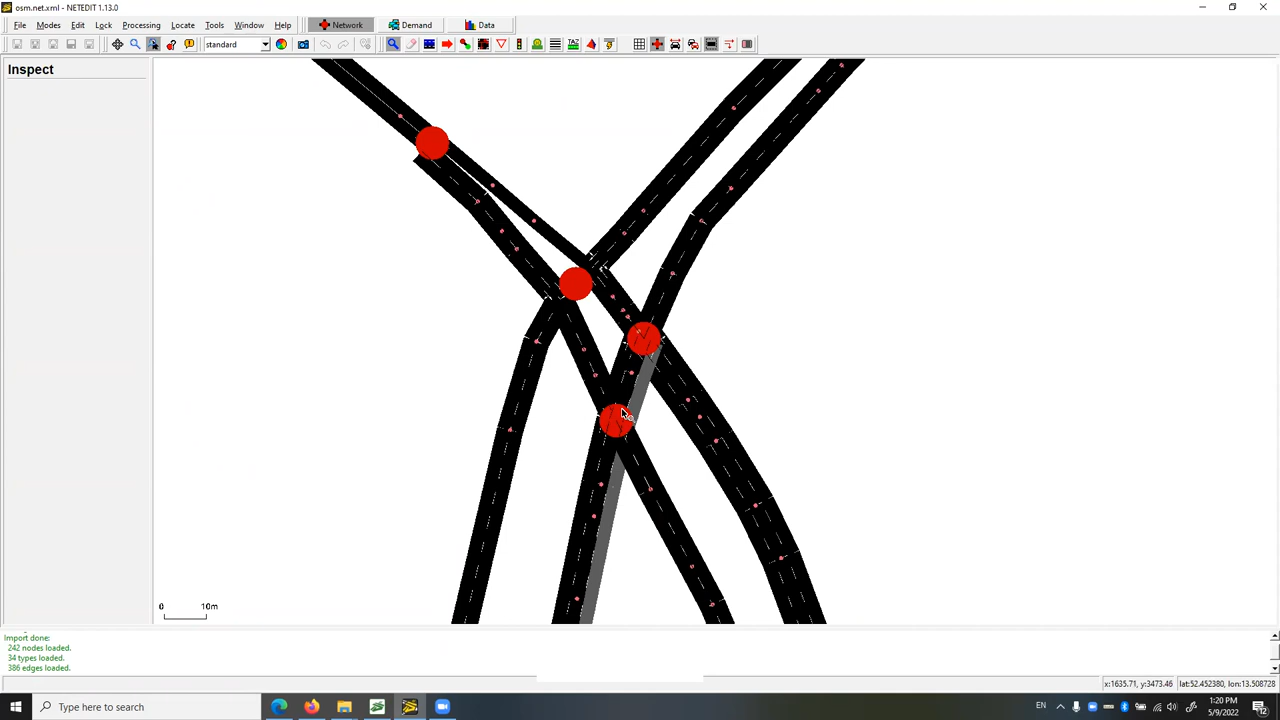 osm.net.xml - NETEDIT 1.13.0
File Modes Edit Lock Processing Locate Tools Window Help Network Demand Data
standard TAZ
Inspect
0 10m
Import done:
242 nodes loaded.
34 types loaded.
386 edges loaded.
x:1635.71, y:3473.46 lat:52.452380, lon:13.508728
Type here to search
EN
1:20 PM
5/9/2022